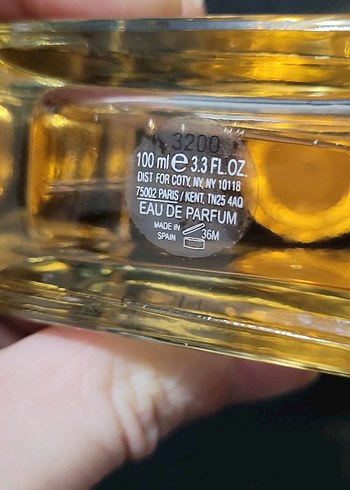 3200
100 ml e 3.3 FL.OZ.
DIST FOR COTY, NY, NY 10118
75002 PARIS / KENT, TN25 4AQ
EAU DE PARFUM
MADE IN
SPAIN
36M